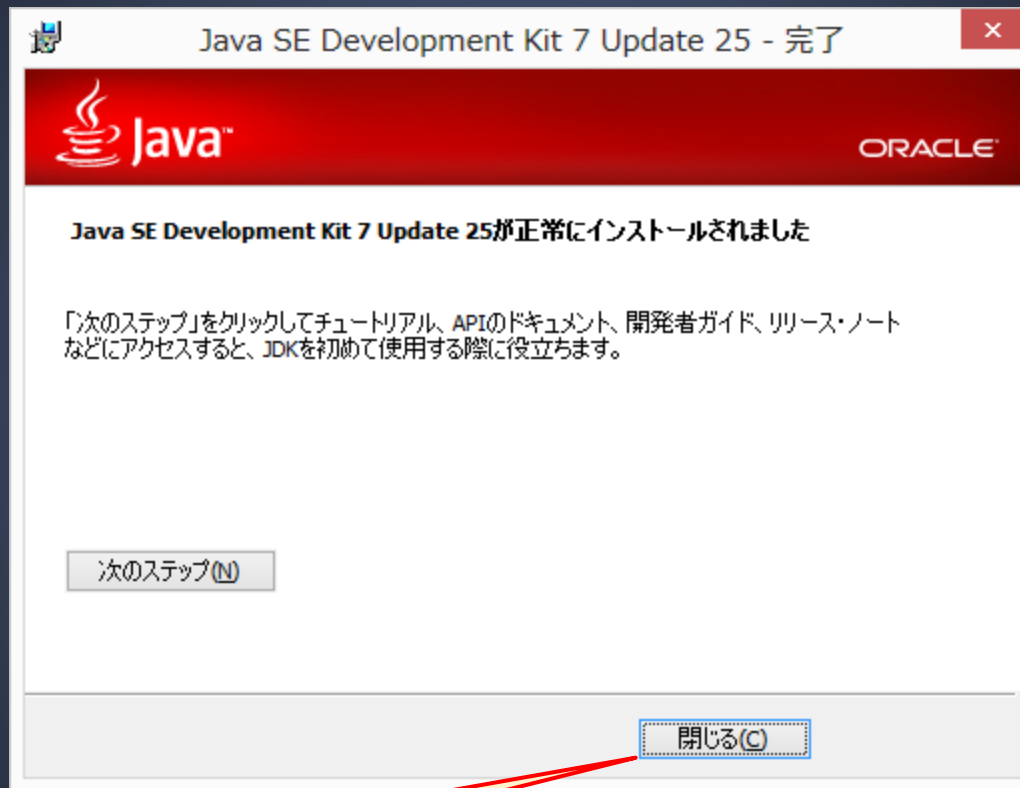 Java SE Development Kit 7 Update 25 - 完了
Java™
ORACLE
Java SE Development Kit 7 Update 25が正常にインストールされました
「次のステップ」をクリックしてチュートリアル、APIのドキュメント、開発者ガイド、リリース・ノート
などにアクセスすると、JDKを初めて使用する際に役立ちます。
次のステップ(N)
閉じる(C)